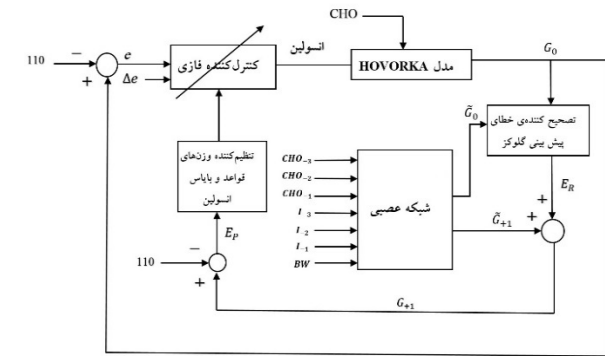 CHO
110
−
+
e
Δe
کنترل‌کننده فازی
انسولین
مدل HOVORKA
G₀
G̃₀
تصحیح کننده‌ی خطای
پیش بینی گلوکز
تنظیم‌کننده وزن‌های
قواعد و بایاس
انسولین
CHO₋₃
CHO₋₂
CHO₋₁
I₋₃
I₋₂
I₋₁
BW
شبکه عصبی
E_R
+
+
G̃₊₁
E_P
−
110
+
G₊₁